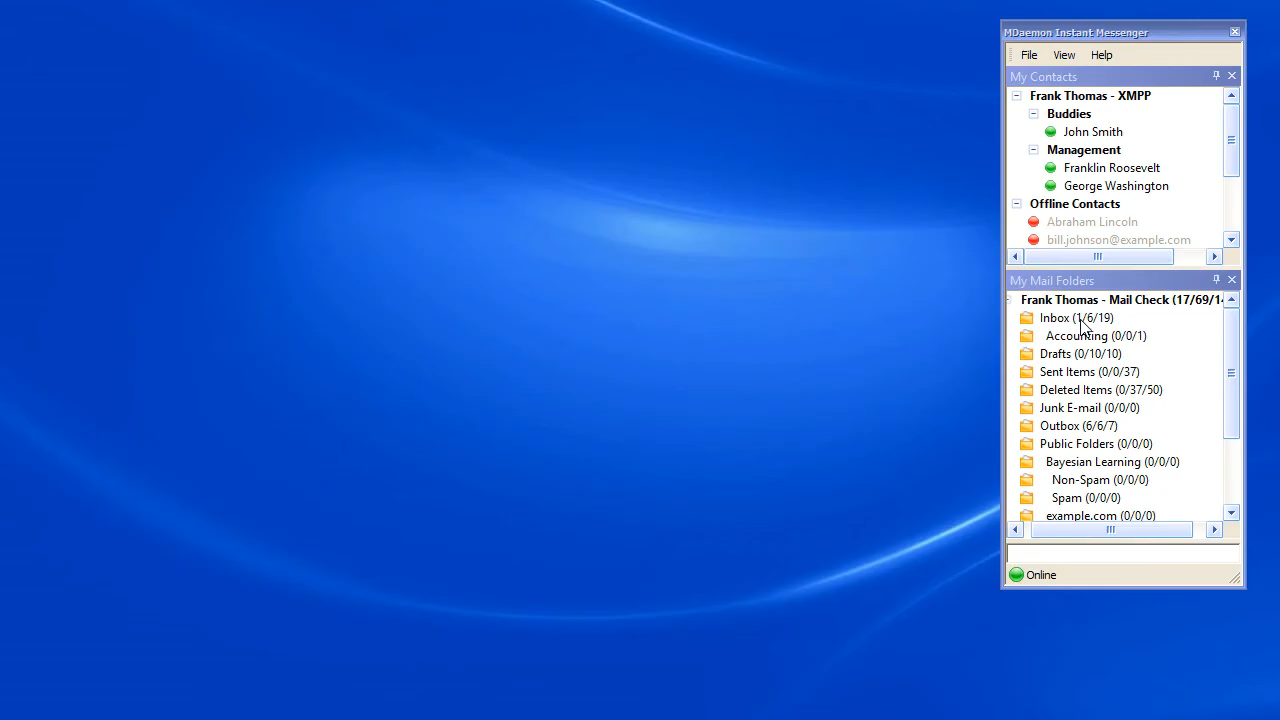 MDaemon Instant Messenger
File View Help
My Contacts
Frank Thomas - XMPP
Buddies
John Smith
Management
Franklin Roosevelt
George Washington
Offline Contacts
Abraham Lincoln
bill.johnson@example.com
My Mail Folders
Frank Thomas - Mail Check (17/69/1
Inbox (1/6/19)
Accounting (0/0/1)
Drafts (0/10/10)
Sent Items (0/0/37)
Deleted Items (0/37/50)
Junk E-mail (0/0/0)
Outbox (6/6/7)
Public Folders (0/0/0)
Bayesian Learning (0/0/0)
Non-Spam (0/0/0)
Spam (0/0/0)
example.com (0/0/0)
Online